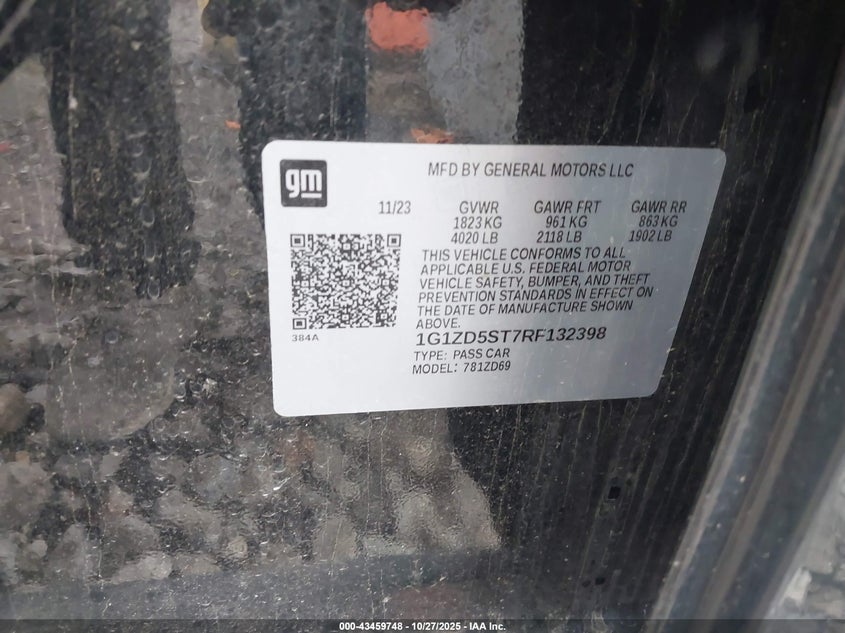 gm
MFD BY GENERAL MOTORS LLC
11/23 GVWR GAWR FRT GAWR RR
1823 KG 961 KG 863 KG
4020 LB 2118 LB 1902 LB
THIS VEHICLE CONFORMS TO ALL
APPLICABLE U.S. FEDERAL MOTOR
VEHICLE SAFETY, BUMPER, AND THEFT
PREVENTION STANDARDS IN EFFECT ON
THE DATE OF MANUFACTURE SHOWN
ABOVE.
384A
1G1ZD5ST7RF132398
TYPE: PASS CAR
MODEL: 781ZD69
000-43459748 - 10/27/2025 - IAA Inc.